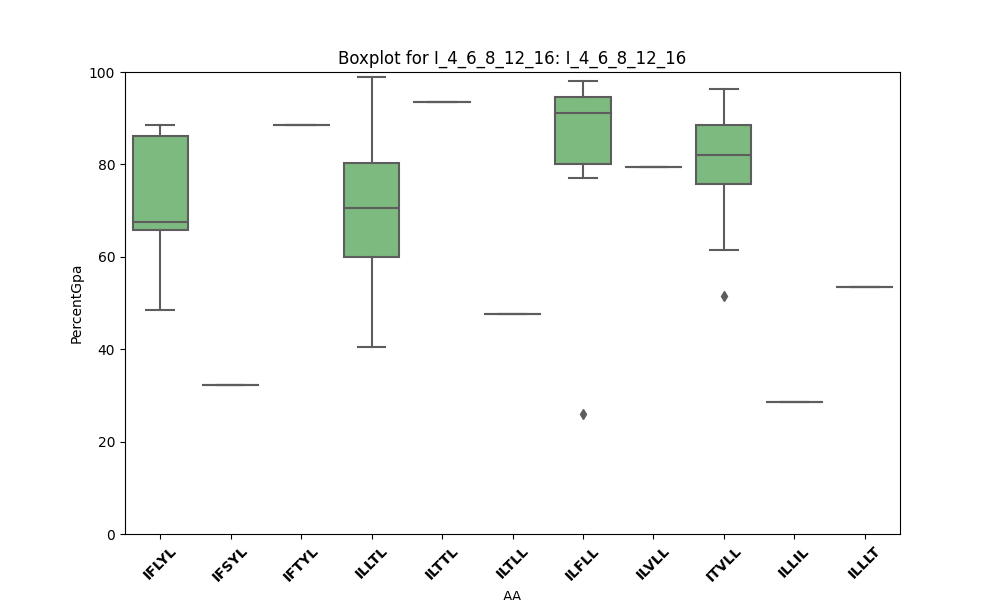 Boxplot for I_4_6_8_12_16: I_4_6_8_12_16
100
80
60
40
20
0
PercentGpa
IFLYL
IFSYL
IFTYL
ILLTL
ILTTL
ILTLL
ILFLL
ILVLL
ITVLL
ILLIL
ILLLT
AA